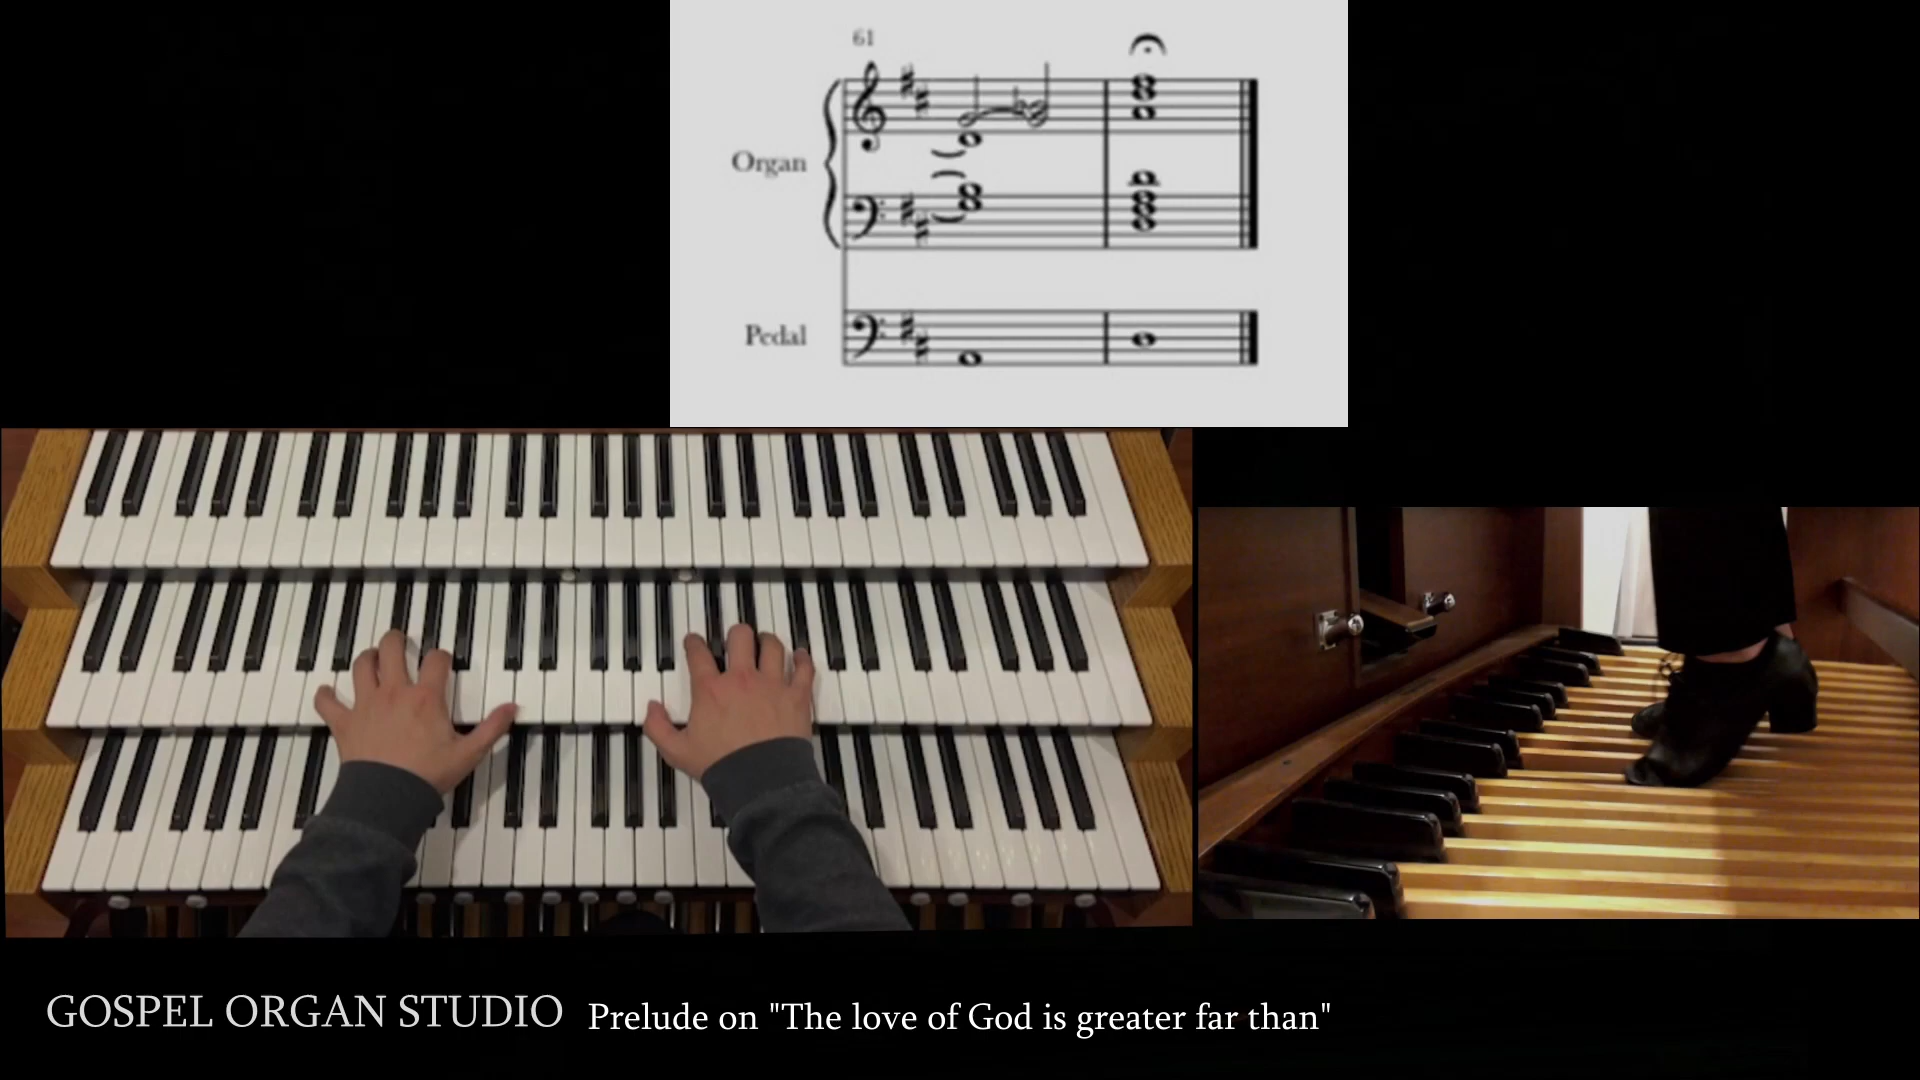 61
Organ
Pedal
GOSPEL ORGAN STUDIO Prelude on "The love of God is greater far than"